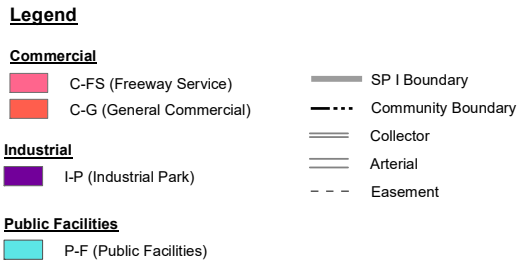 Legend
Commercial
C-FS (Freeway Service)
C-G (General Commercial)
Industrial
I-P (Industrial Park)
Public Facilities
P-F (Public Facilities)
SP I Boundary
Community Boundary
Collector
Arterial
Easement